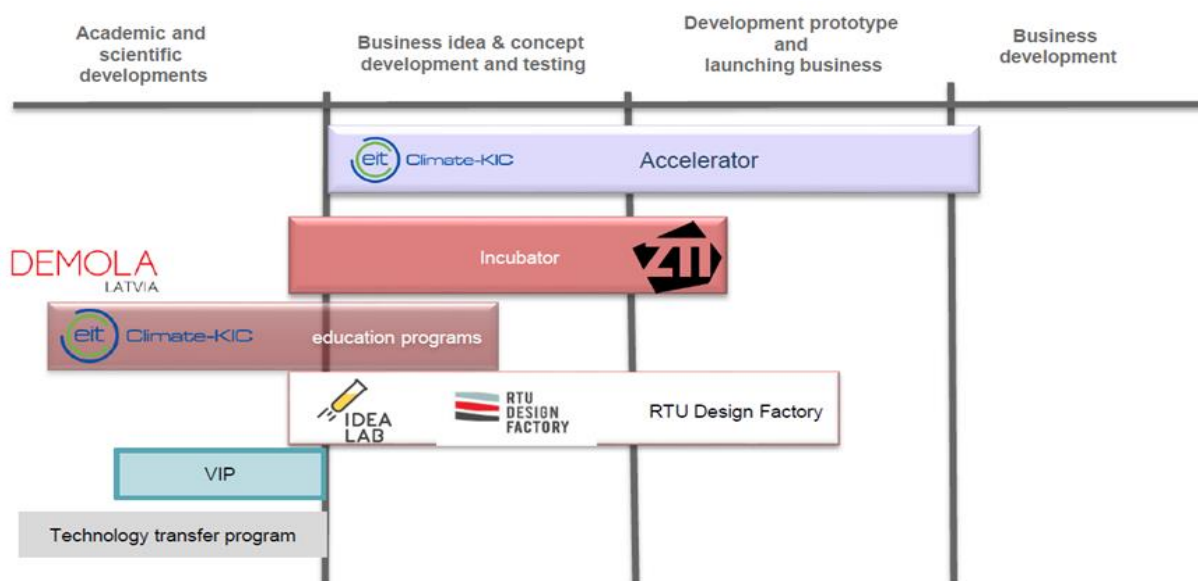 Academic and
scientific
developments
Business idea & concept
development and testing
Development prototype
and
launching business
Business
development
eit Climate-KIC Accelerator
Incubator ZTI
DEMOLA
LATVIA
eit Climate-KIC education programs
IDEA
LAB
RTU
DESIGN
FACTORY
RTU Design Factory
VIP
Technology transfer program